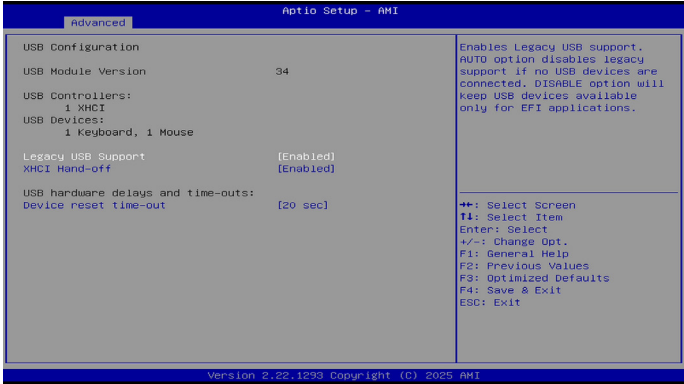 Aptio Setup - AMI
Advanced
USB Configuration
USB Module Version 34
USB Controllers:
1 XHCI
USB Devices:
1 Keyboard, 1 Mouse
Legacy USB Support [Enabled]
XHCI Hand-off [Enabled]
USB hardware delays and time-outs:
Device reset time-out [20 sec]
Enables Legacy USB support.
AUTO option disables legacy
support if no USB devices are
connected. DISABLE option will
keep USB devices available
only for EFI applications.
→←: Select Screen
↑↓: Select Item
Enter: Select
+/-: Change Opt.
F1: General Help
F2: Previous Values
F3: Optimized Defaults
F4: Save & Exit
ESC: Exit
Version 2.22.1293 Copyright (C) 2025 AMI